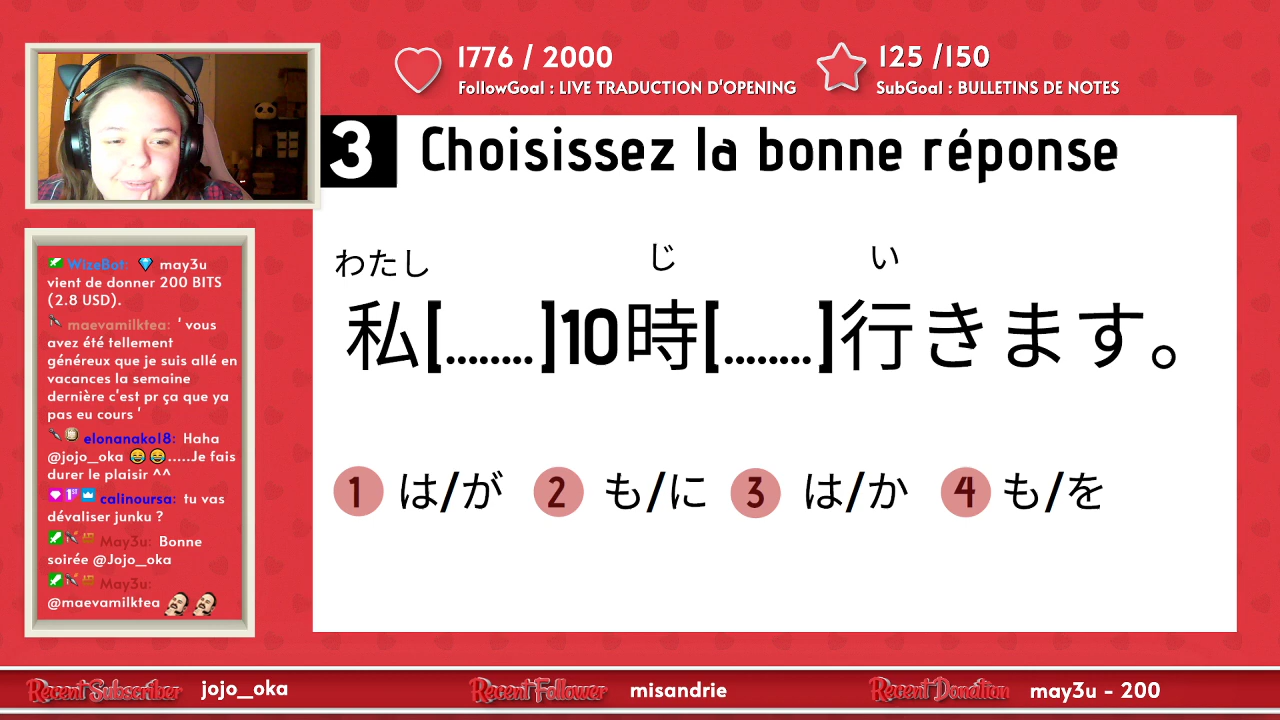 1776 / 2000
FollowGoal : LIVE TRADUCTION D'OPENING
125 /150
SubGoal : BULLETINS DE NOTES
3 Choisissez la bonne réponse
わたし じ い
私[........]10時[........]行きます。
1 は/が 2 も/に 3 は/か 4 も/を
WizeBot: may3u
vient de donner 200 BITS
(2.8 USD).
maevamilktea: ' vous
avez été tellement
généreux que je suis allé en
vacances la semaine
dernière c'est pr ça que ya
pas eu cours '
elonanako18: Haha
@jojo_oka 😂😂.....Je fais
durer le plaisir ^^
1st calinoursa: tu vas
dévaliser junku ?
May3u: Bonne
soirée @Jojo_oka
May3u:
@maevamilktea
Recent Subscriber jojo_oka
Recent Follower misandrie
Recent Donation may3u - 200